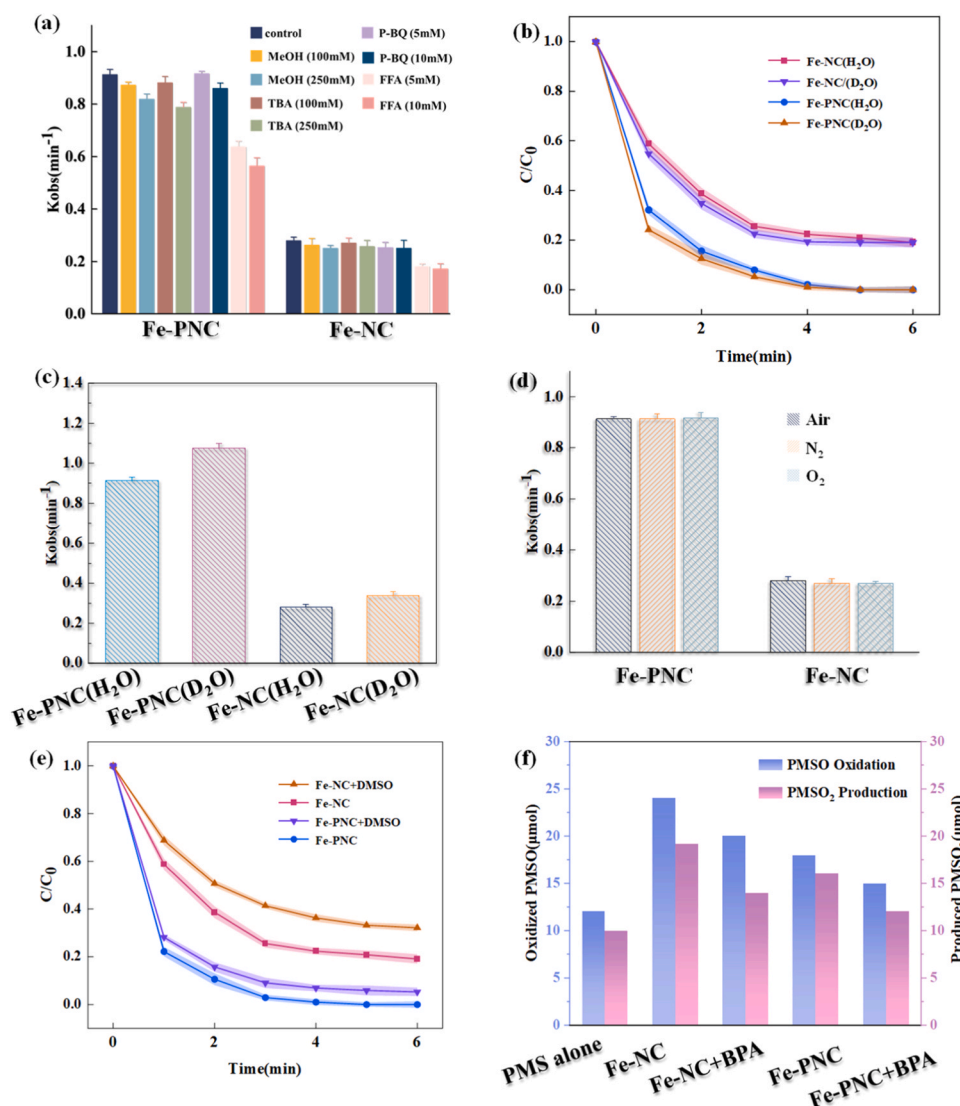 (a)
control
MeOH (100mM)
MeOH (250mM)
TBA (100mM)
TBA (250mM)
P-BQ (5mM)
P-BQ (10mM)
FFA (5mM)
FFA (10mM)
Kobs(min⁻¹)
1.0
0.8
0.6
0.4
0.2
0.0
Fe-PNC
Fe-NC
(b)
Fe-NC(H₂O)
Fe-NC/(D₂O)
Fe-PNC(H₂O)
Fe-PNC(D₂O)
C/C₀
1.0
0.8
0.6
0.4
0.2
0.0
0
2
4
6
Time(min)
(c)
Kobs(min⁻¹)
1.4
1.2
1.0
0.8
0.6
0.4
0.2
0.0
Fe-PNC(H₂O)
Fe-PNC(D₂O)
Fe-NC(H₂O)
Fe-NC(D₂O)
(d)
Air
N₂
O₂
Kobs(min⁻¹)
1.0
0.8
0.6
0.4
0.2
0.0
Fe-PNC
Fe-NC
(e)
Fe-NC+DMSO
Fe-NC
Fe-PNC+DMSO
Fe-PNC
C/C₀
1.0
0.8
0.6
0.4
0.2
0.0
0
2
4
6
Time(min)
(f)
PMSO Oxidation
PMSO₂ Production
Oxidized PMSO(μmol)
30
25
20
15
10
5
0
Produced PMSO₂ (μmol)
30
25
20
15
10
5
0
PMS alone
Fe-NC
Fe-NC+BPA
Fe-PNC
Fe-PNC+BPA